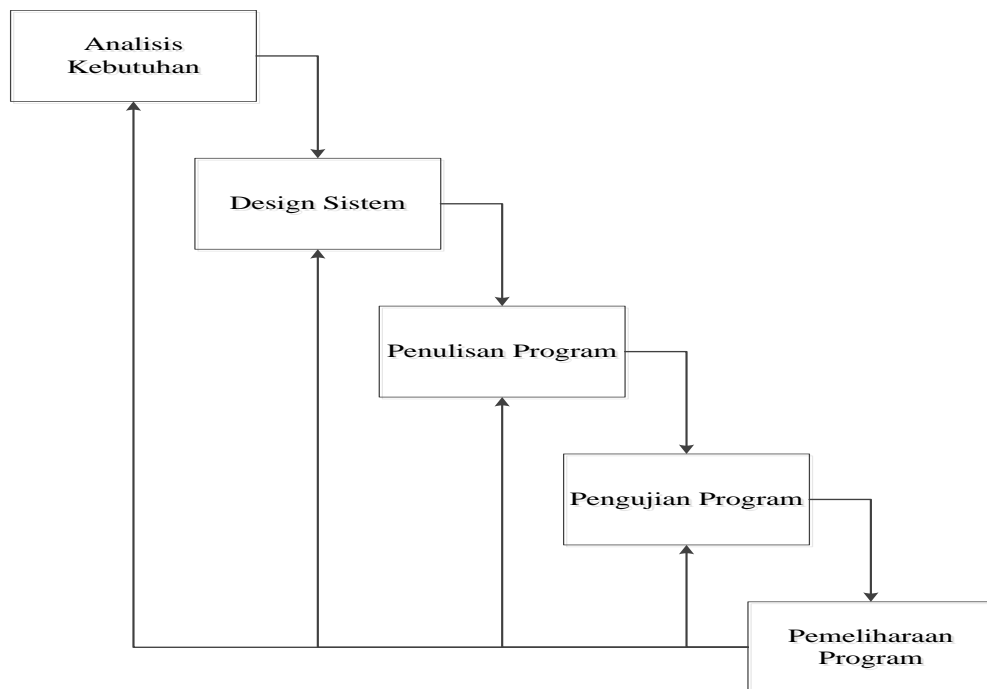 Analisis
Kebutuhan
Design Sistem
Penulisan Program
Pengujian Program
Pemeliharaan
Program